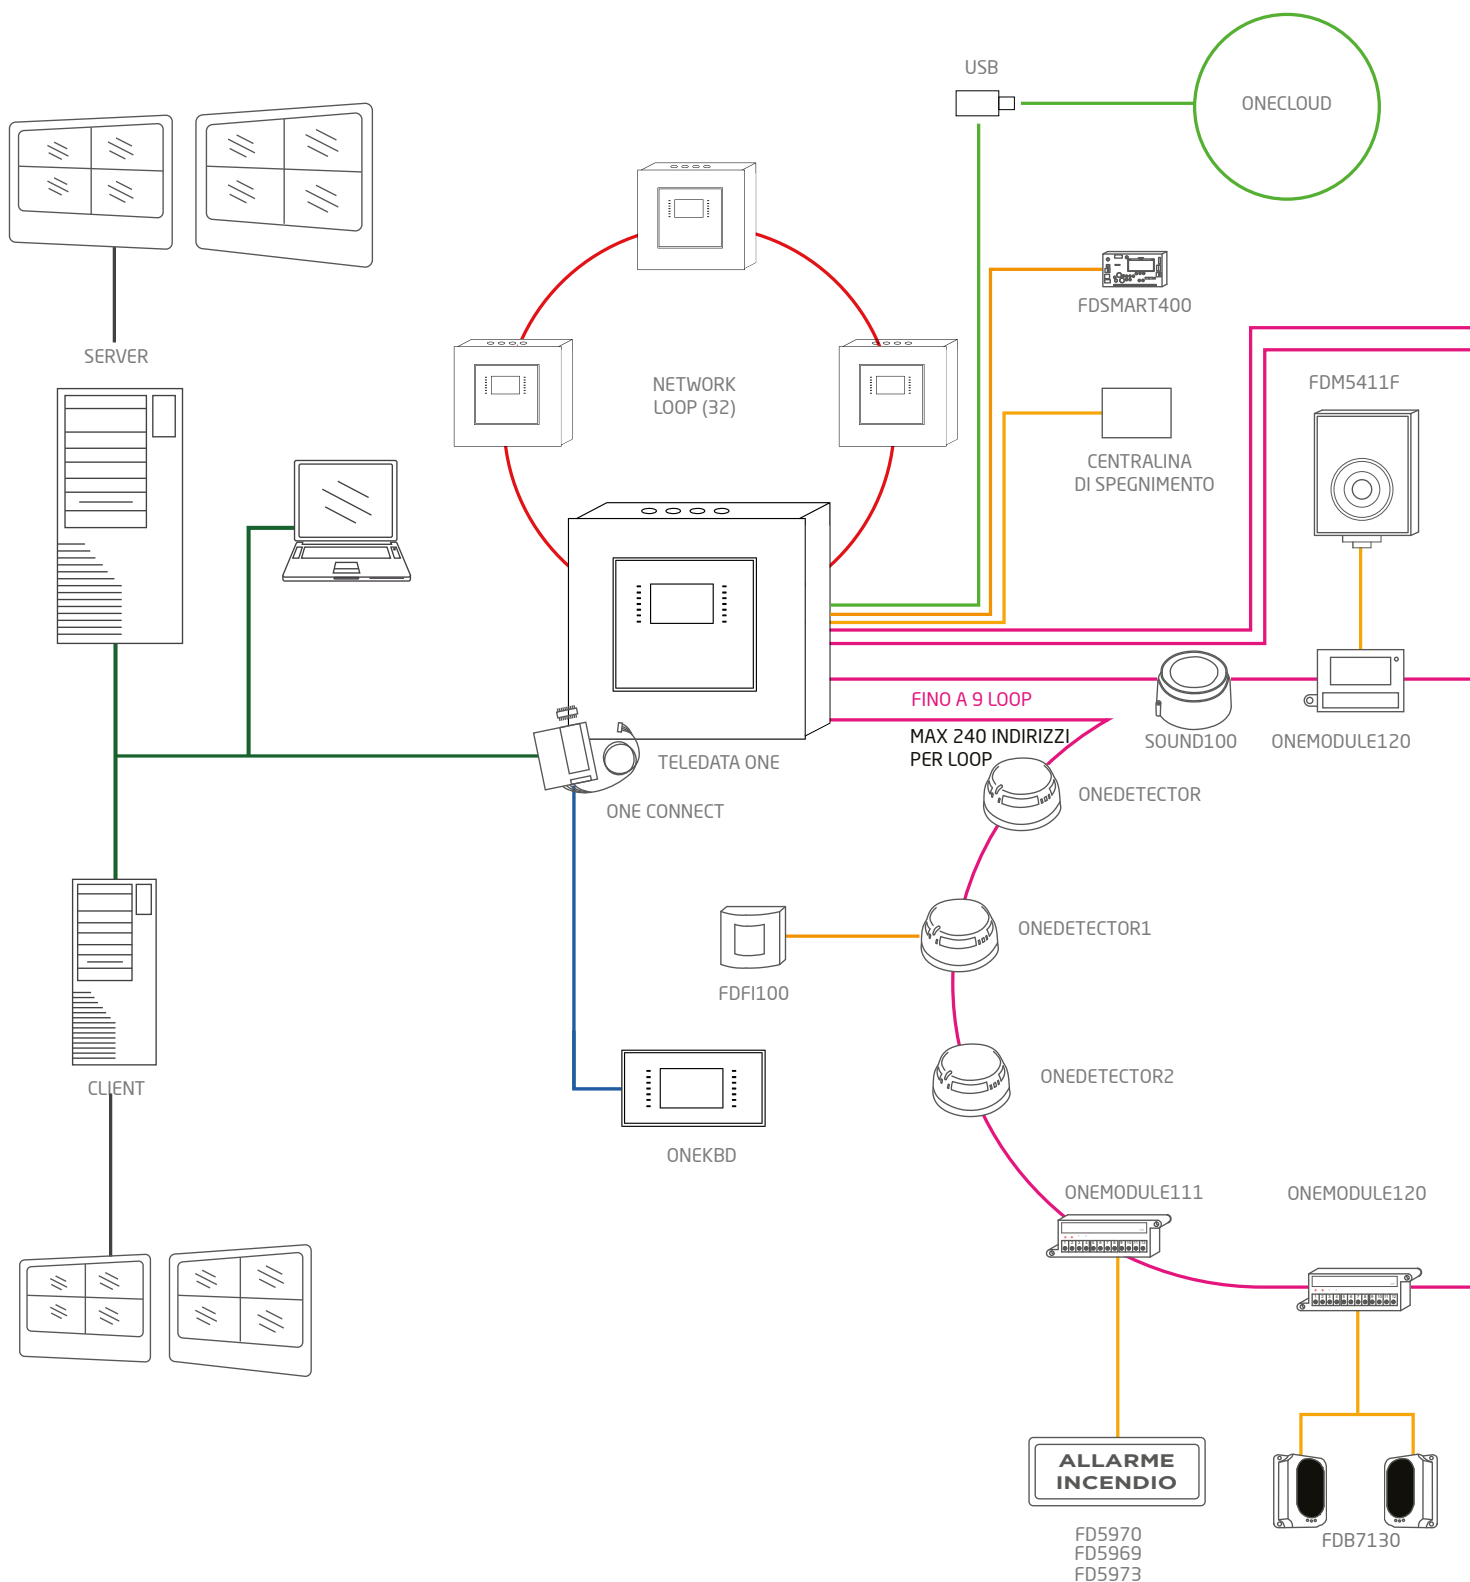 USB
ONECLOUD
FDSMART400
SERVER
NETWORK
LOOP (32)
FDM5411F
CENTRALINA
DI SPEGNIMENTO
FINO A 9 LOOP
MAX 240 INDIRIZZI
PER LOOP
SOUND100
ONEMODULE120
TELEDATA ONE
ONEDETECTOR
ONE CONNECT
ONEDETECTOR1
FDFI100
ONEDETECTOR2
CLIENT
ONEKBD
ONEMODULE111
ONEMODULE120
ALLARME
INCENDIO
FD5970
FD5969
FD5973
FDB7130